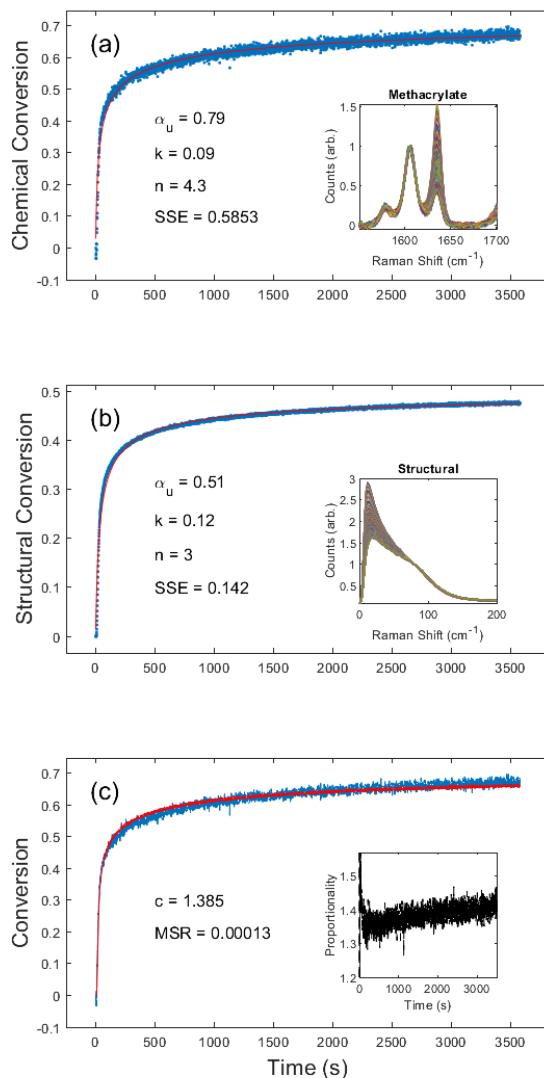 (a)
Chemical Conversion
0.7
0.6
0.5
0.4
0.3
0.2
0.1
0
-0.1
α_u = 0.79
k = 0.09
n = 4.3
SSE = 0.5853
Methacrylate
Counts (arb.)
1.5
1
0.5
0
1600 1650 1700
Raman Shift (cm⁻¹)
0 500 1000 1500 2000 2500 3000 3500
(b)
Structural Conversion
0.5
0.4
0.3
0.2
0.1
0
α_u = 0.51
k = 0.12
n = 3
SSE = 0.142
Structural
Counts (arb.)
3
2.5
2
1.5
1
0.5
0 100 200
Raman Shift (cm⁻¹)
0 500 1000 1500 2000 2500 3000 3500
(c)
Conversion
0.7
0.6
0.5
0.4
0.3
0.2
0.1
0
-0.1
c = 1.385
MSR = 0.00013
Proportionality
1.5
1.4
1.3
1.2
0 1000 2000 3000
Time (s)
0 500 1000 1500 2000 2500 3000 3500
Time (s)